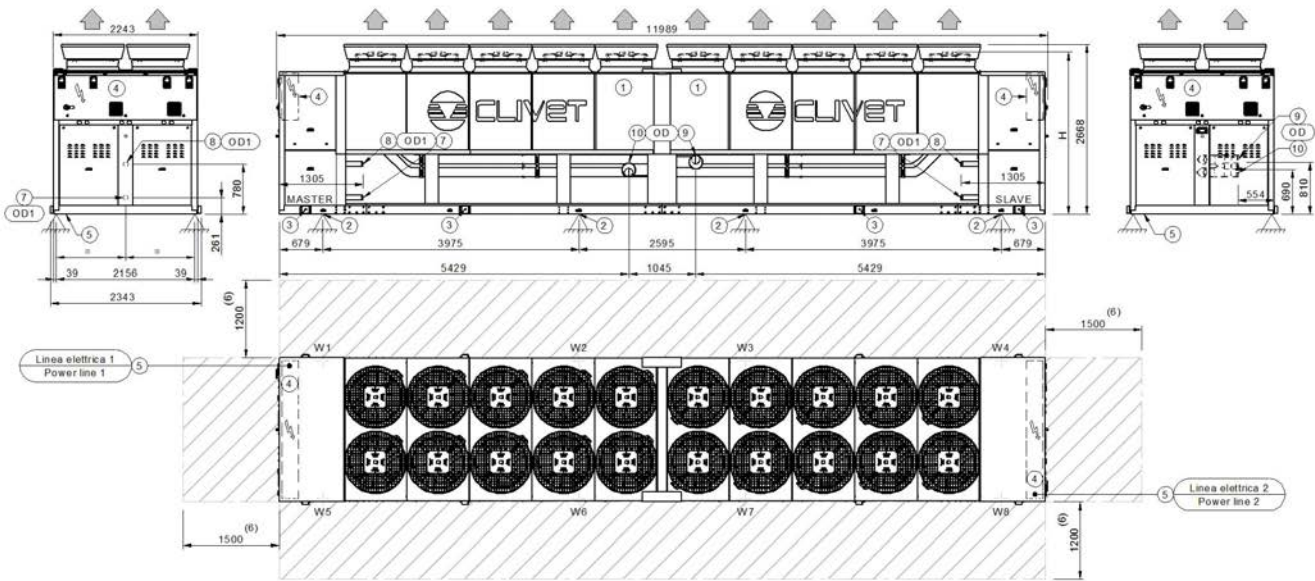 2243
11989
4
1
1
4
CLIVET
CLIVET
H
2668
4
10 OD 9
8 OD1
8 OD1 7
7 OD1 8
9
OD
10
7
OD1
780
261
5
1305
MASTER
1305
SLAVE
554
690
810
5
3
2
3
2
2
3
2
3
679
3975
2595
3975
679
39
2156
39
2343
5429
1045
5429
(6)
1200
(6)
1500
W1
W2
W3
W4
Linea elettrica 1
Power line 1
5
4
4
5
Linea elettrica 2
Power line 2
W5
W6
W7
W8
(6)
1500
(6)
1200